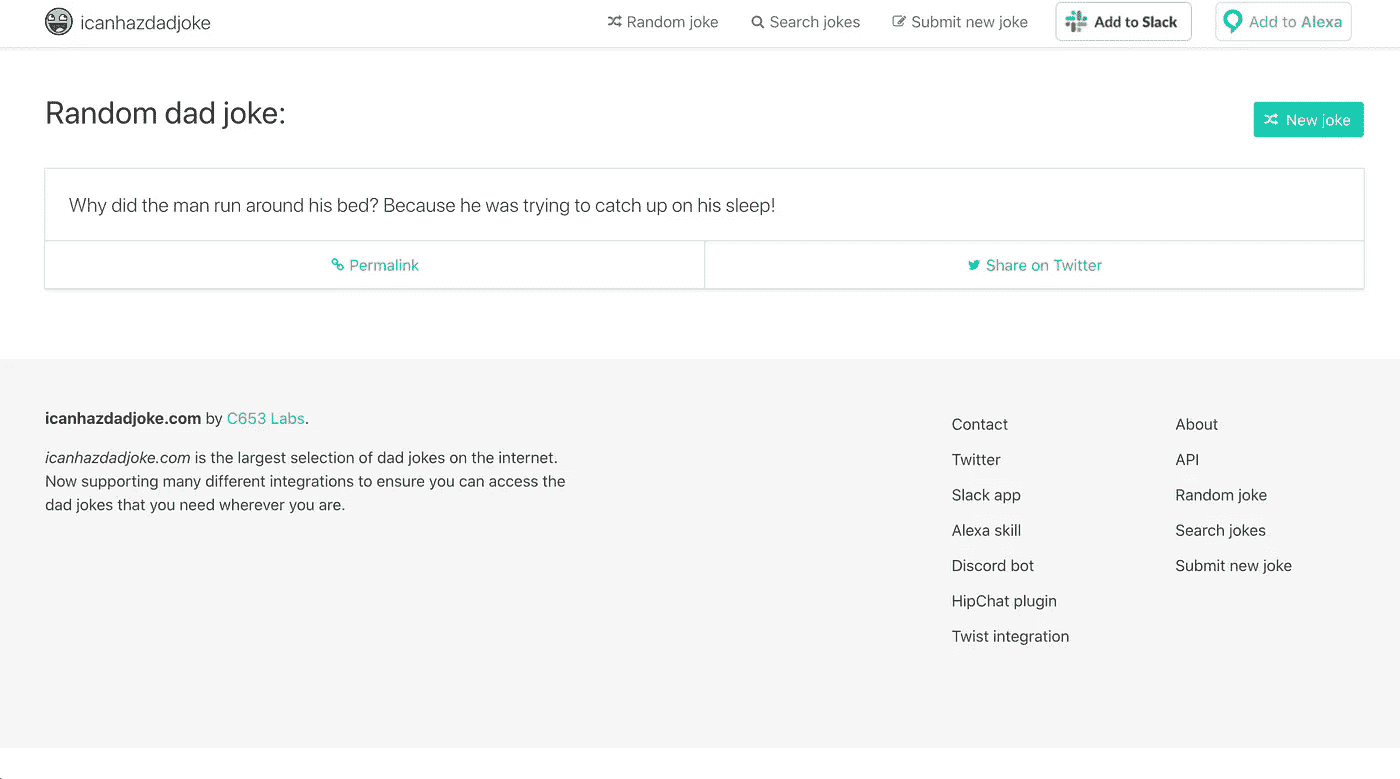 icanhazdadjoke
Random joke
Search jokes
Submit new joke
Add to Slack
Add to Alexa
Random dad joke:
New joke
Why did the man run around his bed? Because he was trying to catch up on his sleep!
Permalink
Share on Twitter
icanhazdadjoke.com by C653 Labs.
icanhazdadjoke.com is the largest selection of dad jokes on the internet.
Now supporting many different integrations to ensure you can access the
dad jokes that you need wherever you are.
Contact
Twitter
Slack app
Alexa skill
Discord bot
HipChat plugin
Twist integration
About
API
Random joke
Search jokes
Submit new joke